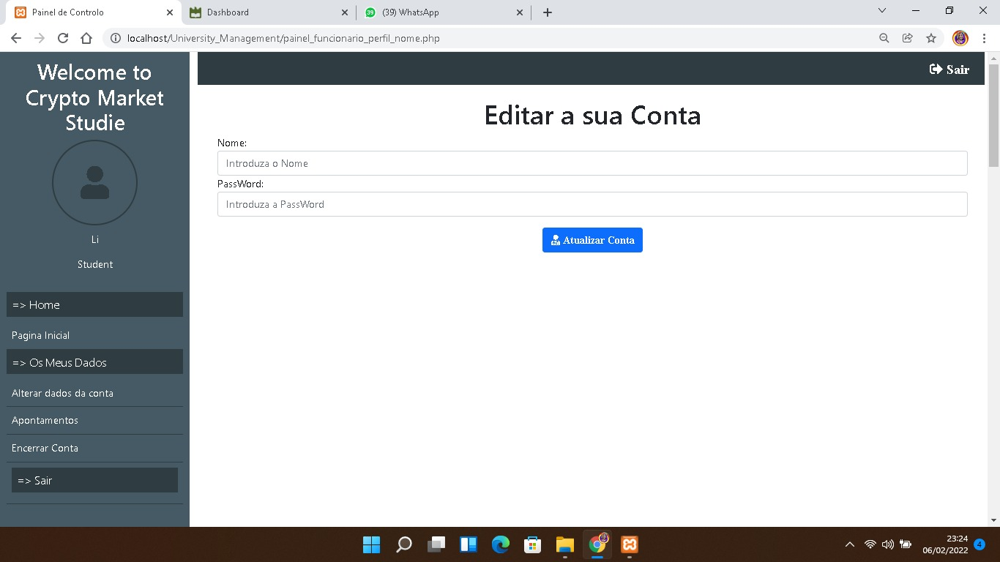 Painel de Controlo
Dashboard
39
(39) WhatsApp
localhost/University_Management/painel_funcionario_perfil_nome.php
Welcome to
Crypto Market
Studie
Li
Student
=> Home
Pagina Inicial
=> Os Meus Dados
Alterar dados da conta
Apontamentos
Encerrar Conta
=> Sair
Sair
Editar a sua Conta
Nome:
Introduza o Nome
PassWord:
Introduza a PassWord
Atualizar Conta
23:24
06/02/2022
4